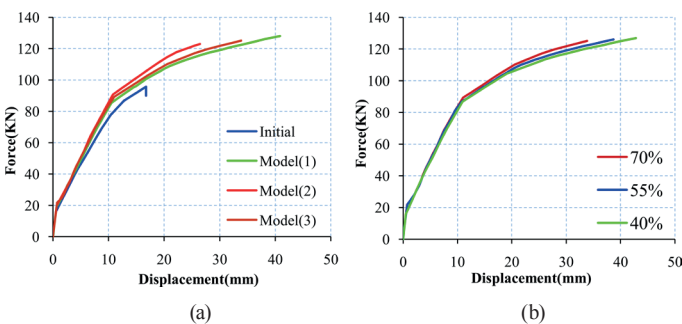 140
120
100
80
60
40
20
0
Force(KN)
0 10 20 30 40 50
Displacement(mm)
Initial
Model(1)
Model(2)
Model(3)
(a)
140
120
100
80
60
40
20
0
Force(KN)
0 10 20 30 40 50
Displacement(mm)
70%
55%
40%
(b)